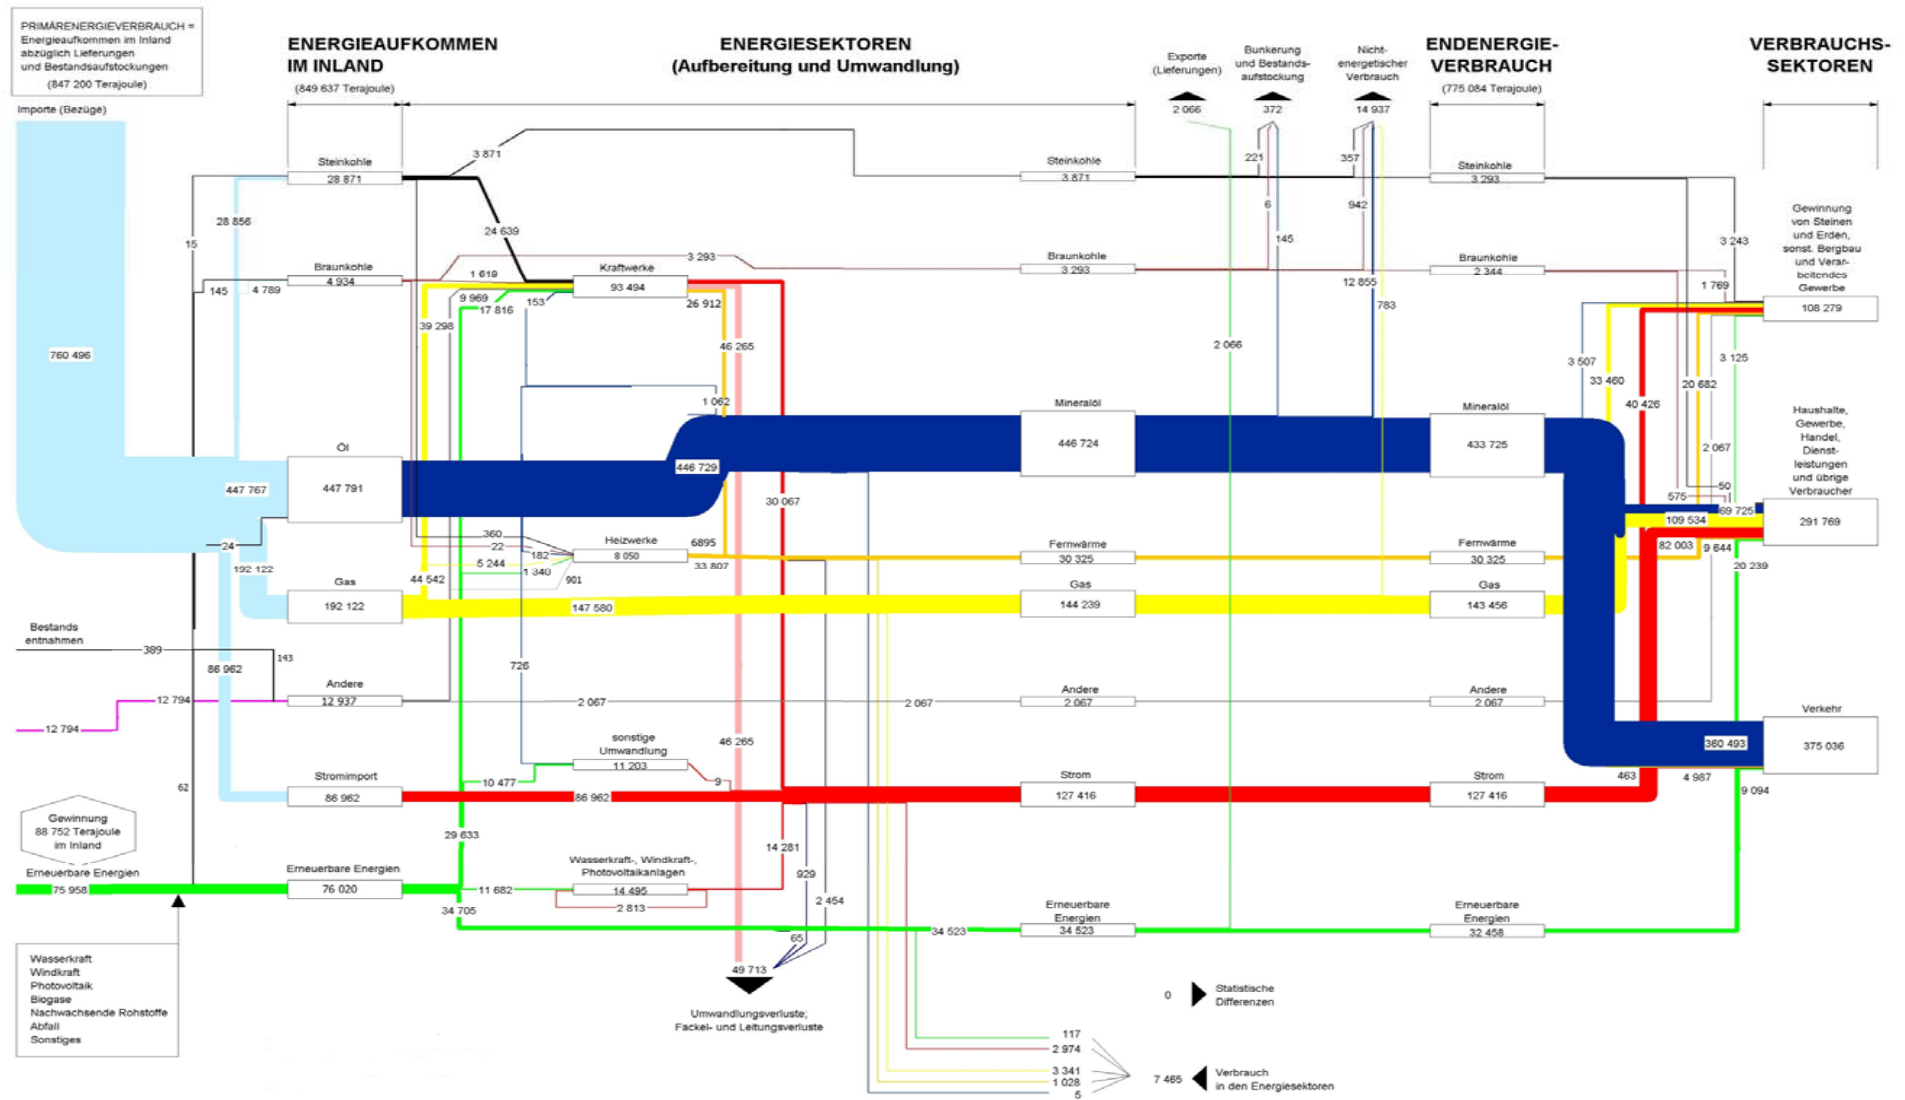 PRIMÄRENERGIEVERBRAUCH =
Energieaufkommen im Inland
abzüglich Lieferungen
und Bestandsaufstockungen
(847 200 Terajoule)
ENERGIEAUFKOMMEN
IM INLAND
(849 637 Terajoule)
ENERGIESEKTOREN
(Aufbereitung und Umwandlung)
Exporte
(Lieferungen)
2 066
Bunkerung
und Bestands-
aufstockung
372
Nicht-
energetischer
Verbrauch
14 937
ENDENERGIE-
VERBRAUCH
(775 084 Terajoule)
VERBRAUCHS-
SEKTOREN
Importe (Bezüge)
Steinkohle
28 871
3 871
Steinkohle
3 871
221
357
Steinkohle
3 293
28 856
15
24 639
6
942
145
3 243
Gewinnung
von Steinen
und Erden,
sonst. Bergbau
und Verar-
beitendes
Gewerbe
108 279
Braunkohle
4 934
145
4 789
1 619
3 293
Kraftwerke
93 494
Braunkohle
3 293
12 855
Braunkohle
2 344
1 769
9 969
17 816
153
26 912
783
39 298
760 496
46 265
2 066
3 507
33 460
3 125
20 682
40 426
1 062
Mineralöl
446 724
Mineralöl
433 725
Haushalte,
Gewerbe,
Handel,
Dienst-
leistungen
und übrige
Verbraucher
291 769
2 067
Öl
447 791
447 767
446 729
30 067
50
575
69 725
109 534
82 003
9 644
20 239
24
192 122
360
22
182
5 244
1 340
901
Heizwerke
8 050
6895
33 807
Fernwärme
30 325
Fernwärme
30 325
Gas
192 122
44 542
147 580
Gas
144 239
Gas
143 456
Bestands
entnahmen
389
143
86 962
726
Andere
12 937
12 794
12 794
2 067
2 067
Andere
2 067
Andere
2 067
Verkehr
375 036
360 493
sonstige
Umwandlung
11 203
46 265
463
4 987
9 094
Stromimport
86 962
10 477
9
86 962
Strom
127 416
Strom
127 416
62
Gewinnung
88 752 Terajoule
im Inland
29 633
14 281
929
2 454
Erneuerbare Energien
75 958
Erneuerbare Energien
76 020
11 682
34 705
Wasserkraft-, Windkraft-,
Photovoltaikanlagen
14 495
2 813
65
34 523
Erneuerbare
Energien
34 523
Erneuerbare
Energien
32 458
Wasserkraft
Windkraft
Photovoltaik
Biogase
Nachwachsende Rohstoffe
Abfall
Sonstiges
49 713
Umwandlungsverluste;
Fackel- und Leitungsverluste
0
Statistische
Differenzen
117
2 974
3 341
1 028
5
7 465
Verbrauch
in den Energiesektoren